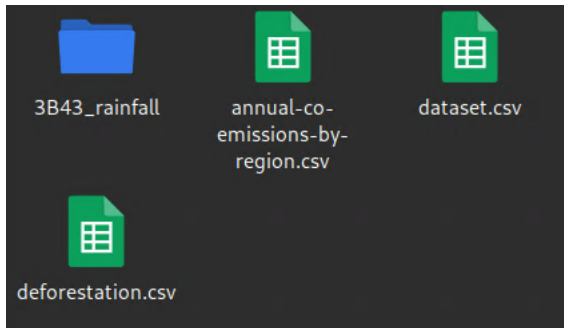 3B43_rainfall
annual-co-
emissions-by-
region.csv
dataset.csv
deforestation.csv